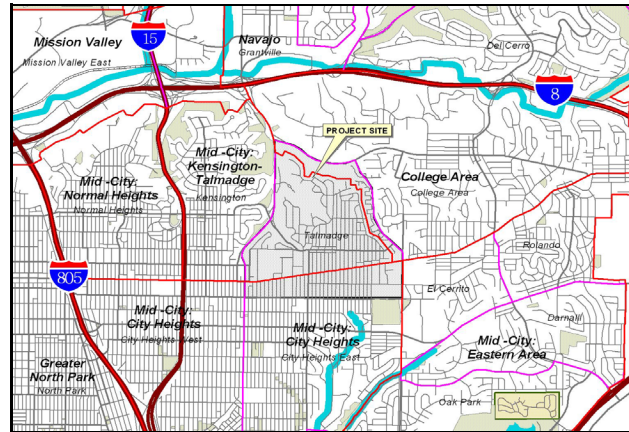 15
Mission Valley
Mission Valley East
Navajo
Grantville
Del Cerro
8
PROJECT SITE
Mid -City:
Kensington-
Talmadge
Kensington
College Area
College Area
Mid -City:
Normal Heights
Normal Heights
Talmadge
Rolando
805
El Cerrito
Mid -City:
City Heights
City Heights West
Mid -City:
City Heights
City Heights East
Darnall
Mid -City:
Eastern Area
Greater
North Park
North Park
Oak Park